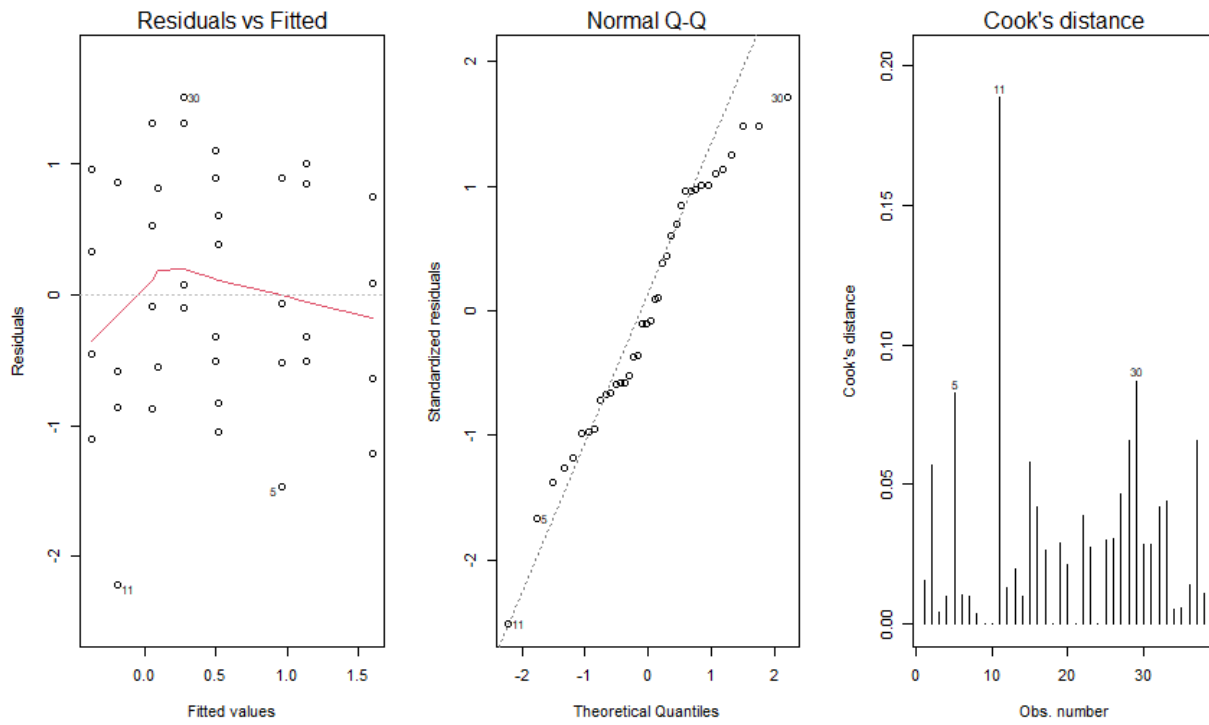 Residuals vs Fitted
Residuals
1
0
-1
-2
30
5
11
0.0 0.5 1.0 1.5
Fitted values
Normal Q-Q
Standardized residuals
2
1
0
-1
-2
30
5
11
-2 -1 0 1 2
Theoretical Quantiles
Cook's distance
Cook's distance
0.20
0.15
0.10
0.05
0.00
11
5
30
0 10 20 30
Obs. number